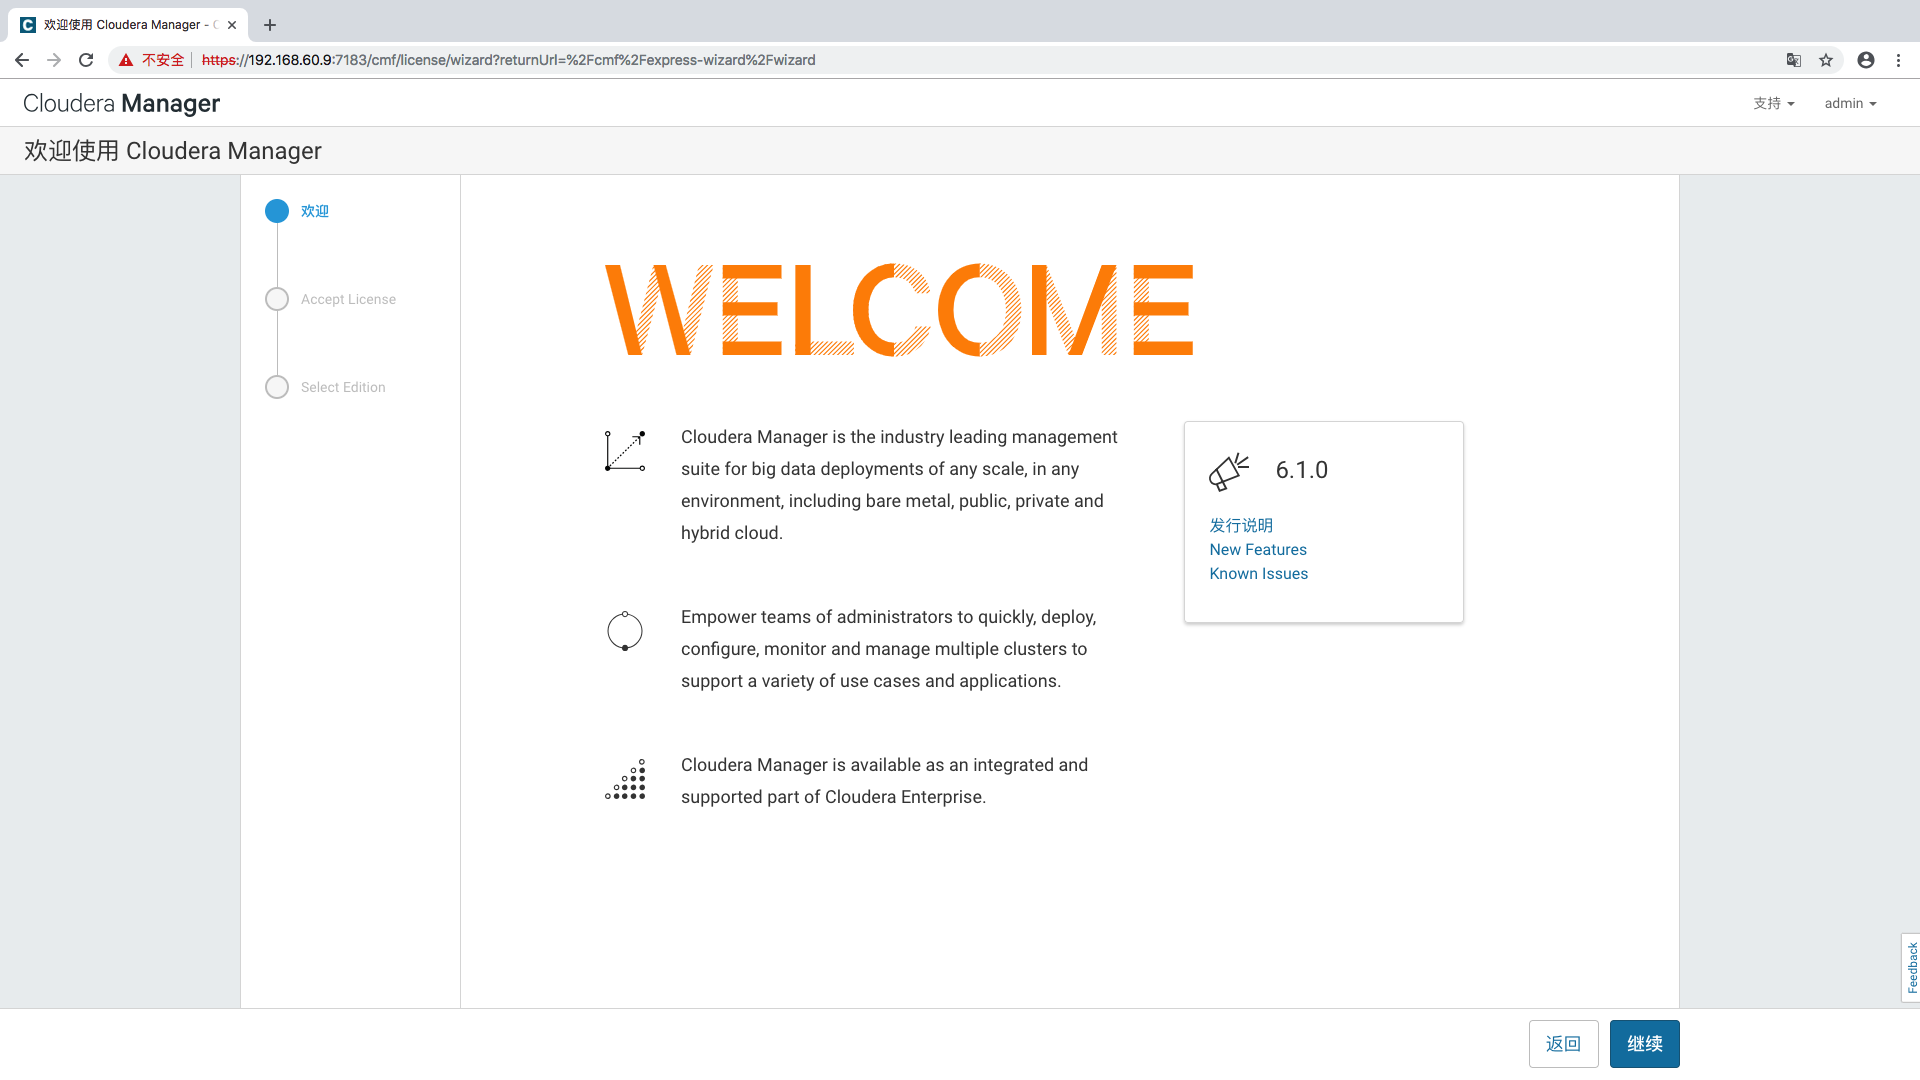 欢迎使用 Cloudera Manager - C
不安全
https://192.168.60.9:7183/cmf/license/wizard?returnUrl=%2Fcmf%2Fexpress-wizard%2Fwizard
Cloudera Manager
支持
admin
欢迎使用 Cloudera Manager
欢迎
Accept License
Select Edition
WELCOME
Cloudera Manager is the industry leading management
suite for big data deployments of any scale, in any
environment, including bare metal, public, private and
hybrid cloud.
Empower teams of administrators to quickly, deploy,
configure, monitor and manage multiple clusters to
support a variety of use cases and applications.
Cloudera Manager is available as an integrated and
supported part of Cloudera Enterprise.
6.1.0
发行说明
New Features
Known Issues
Feedback
返回
继续